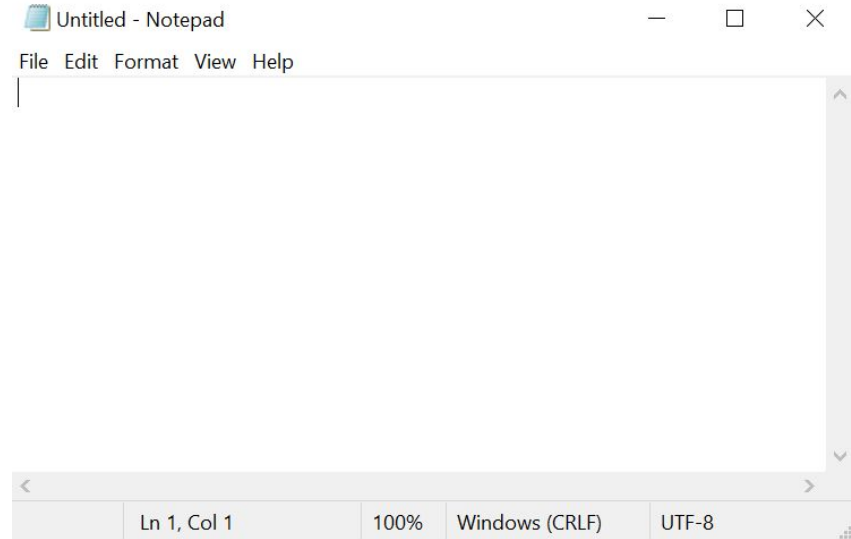 Untitled - Notepad
File Edit Format View Help
Ln 1, Col 1 100% Windows (CRLF) UTF-8